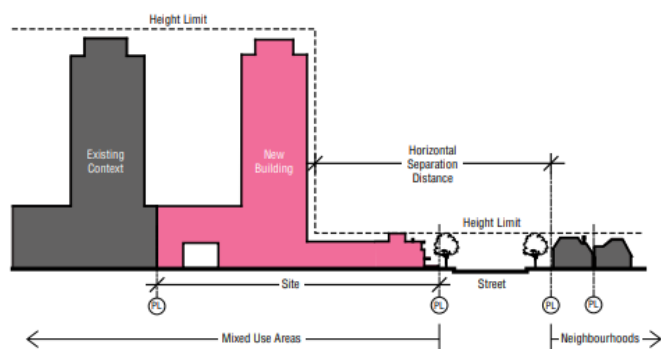 Height Limit
Existing
Context
New
Building
Horizontal
Separation
Distance
Height Limit
Site
Street
PL
PL
PL
PL
Mixed Use Areas
Neighbourhoods